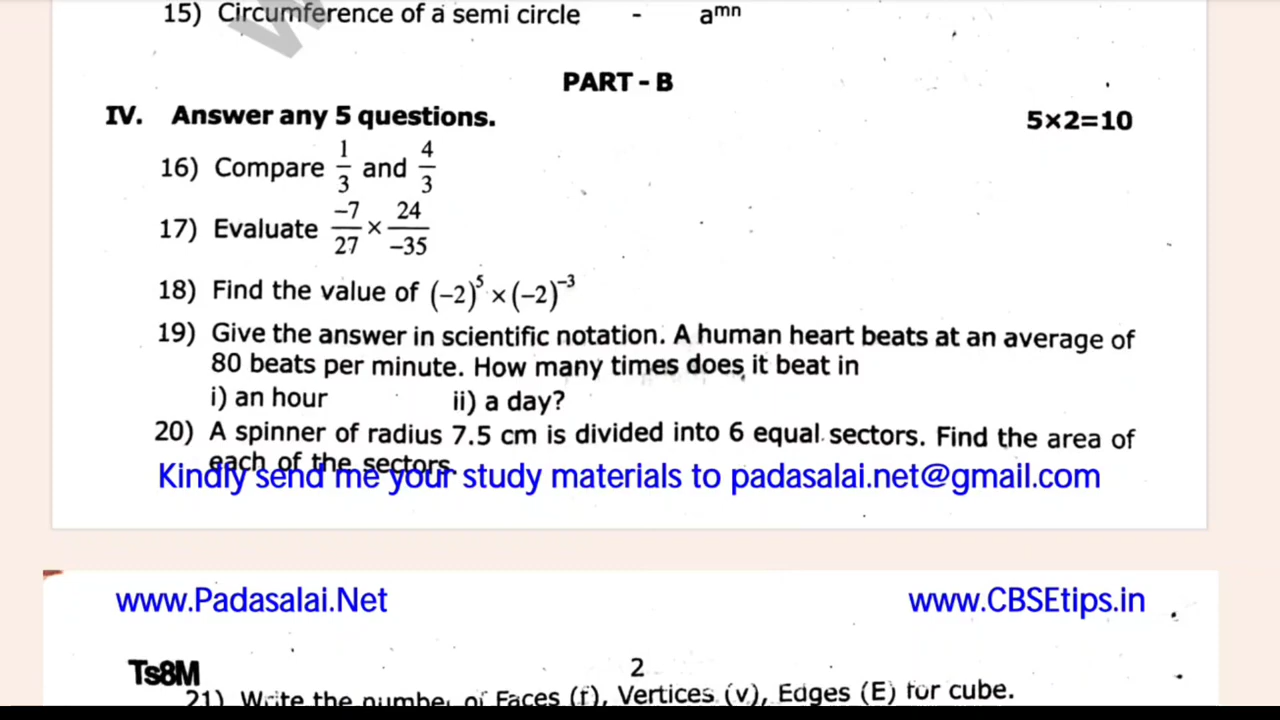 15) Circumference of a semi circle - a^mn
PART - B
IV. Answer any 5 questions. 5×2=10
16) Compare 1/3 and 4/3
17) Evaluate -7/27 × 24/-35
18) Find the value of (-2)^5 × (-2)^-3
19) Give the answer in scientific notation. A human heart beats at an average of
80 beats per minute. How many times does it beat in
i) an hour ii) a day?
20) A spinner of radius 7.5 cm is divided into 6 equal sectors. Find the area of
each of the sectors.
Kindly send me your study materials to padasalai.net@gmail.com
www.Padasalai.Net www.CBSEtips.in
Ts8M 2
21) Write the numbe of Faces (f), Vertices (v), Edges (E) for cube.